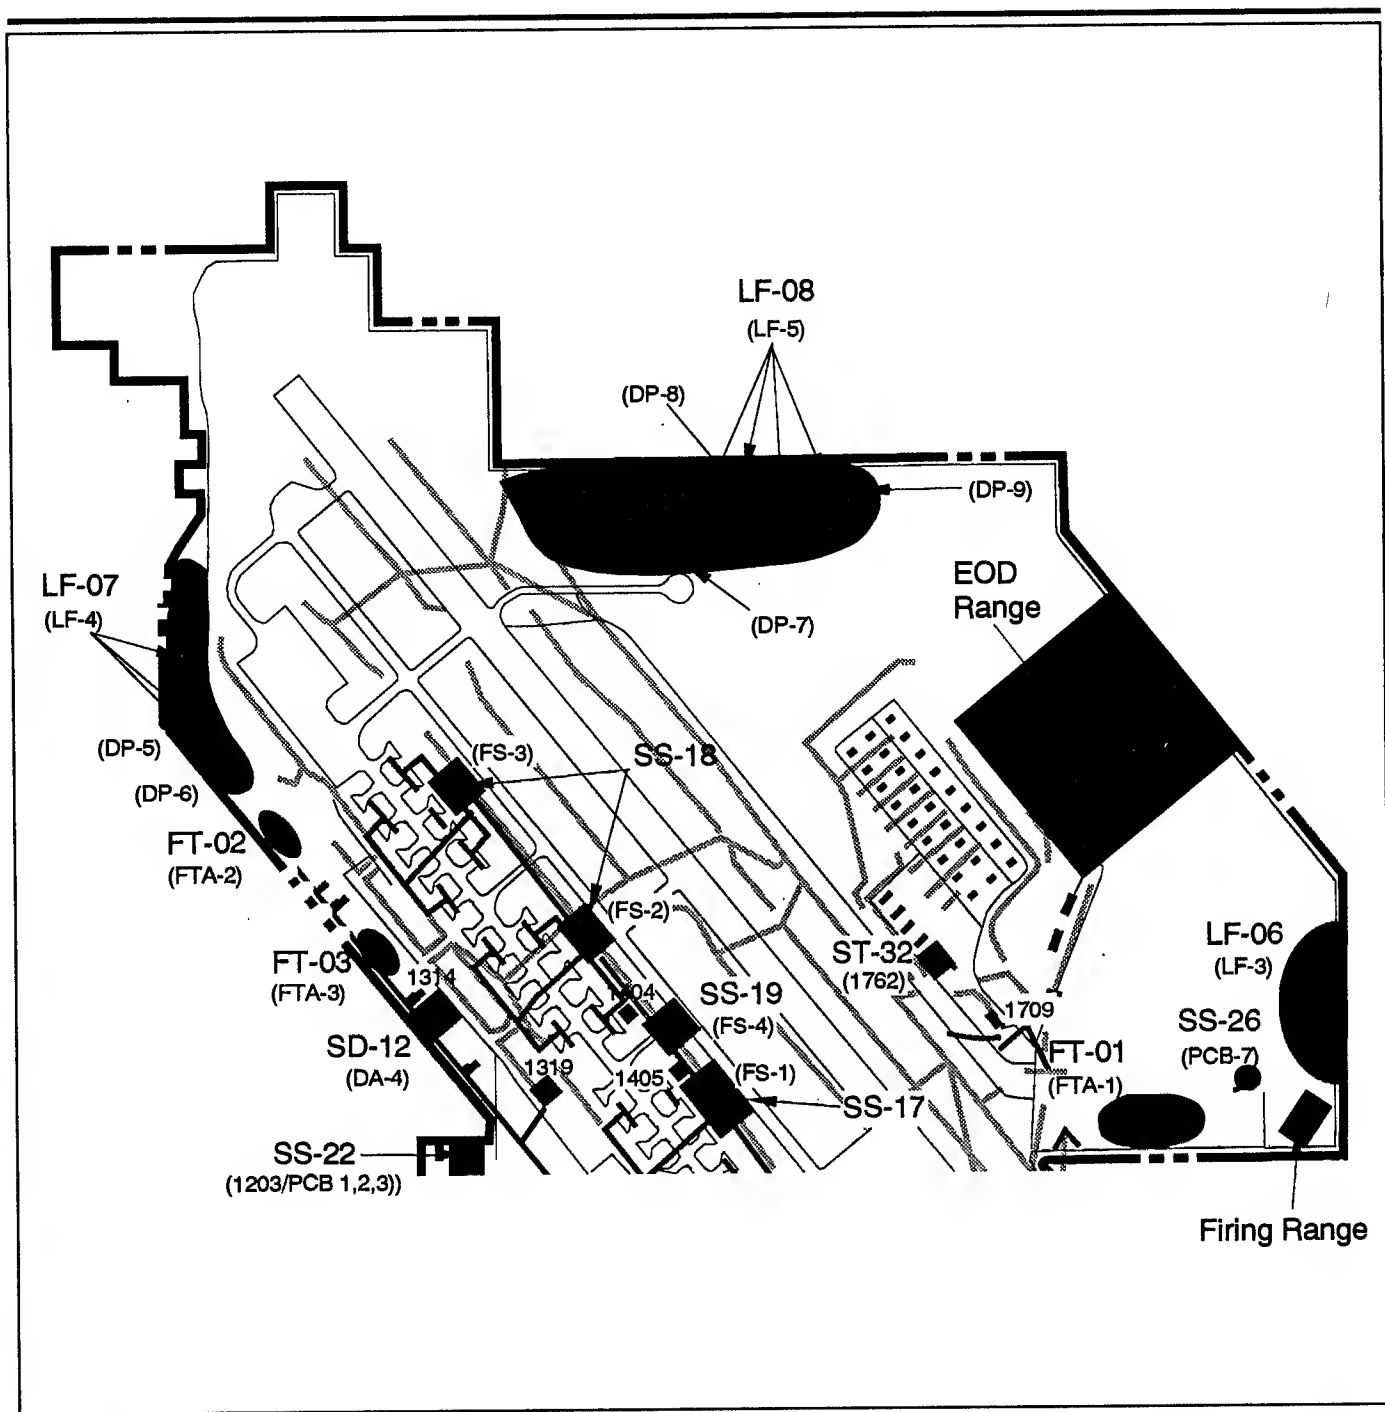 LF-08
(LF-5)
(DP-8)
(DP-9)
EOD
Range
LF-07
(LF-4)
(DP-7)
(DP-5)
(FS-3)
SS-18
(DP-6)
FT-02
(FTA-2)
(FS-2)
LF-06
(LF-3)
FT-03
1314
(FTA-3)
ST-32
(1762)
1404
SS-19
(FS-4)
1709
SS-26
(PCB-7)
SD-12
(DA-4)
FT-01
(FTA-1)
1319
1405
(FS-1)
SS-17
SS-22
(1203/PCB 1,2,3))
Firing Range